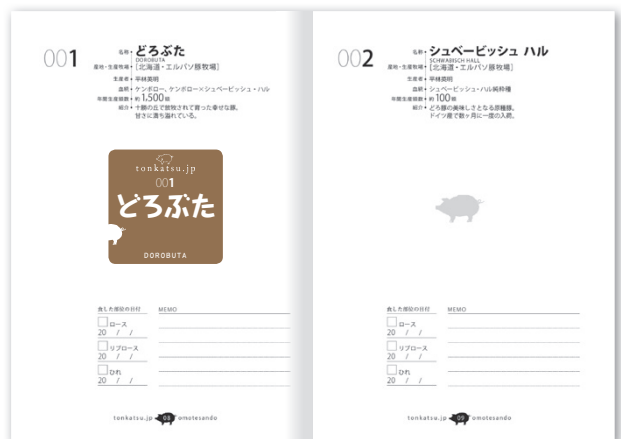 001
名称・どろぶた
DOROBUTA
産地・生産牧場・[北海道・エルパソ豚牧場]
生産者・平林英明
血統・ケンボロー、ケンボロー×シュベービッシュ・ハル
年間生産頭数・約1,500頭
紹介・十勝の丘で放牧されて育った幸せな豚。
甘さに満ち溢れている。
tonkatsu.jp
001
どろぶた
DOROBUTA
食した部位の日付 MEMO
ロース
20 / /
リブロース
20 / /
ひれ
20 / /
tonkatsu.jp 08 omotesando
002
名称・シュベービッシュ ハル
SCHWABISCH HALL
産地・生産牧場・[北海道・エルパソ豚牧場]
生産者・平林英明
血統・シュベービッシュ・ハル純粋種
年間生産頭数・約100頭
紹介・どろ豚の美味しさとなる原種豚。
ドイツ産で数ヶ月に一度の入荷。
食した部位の日付 MEMO
ロース
20 / /
リブロース
20 / /
ひれ
20 / /
tonkatsu.jp 09 omotesando